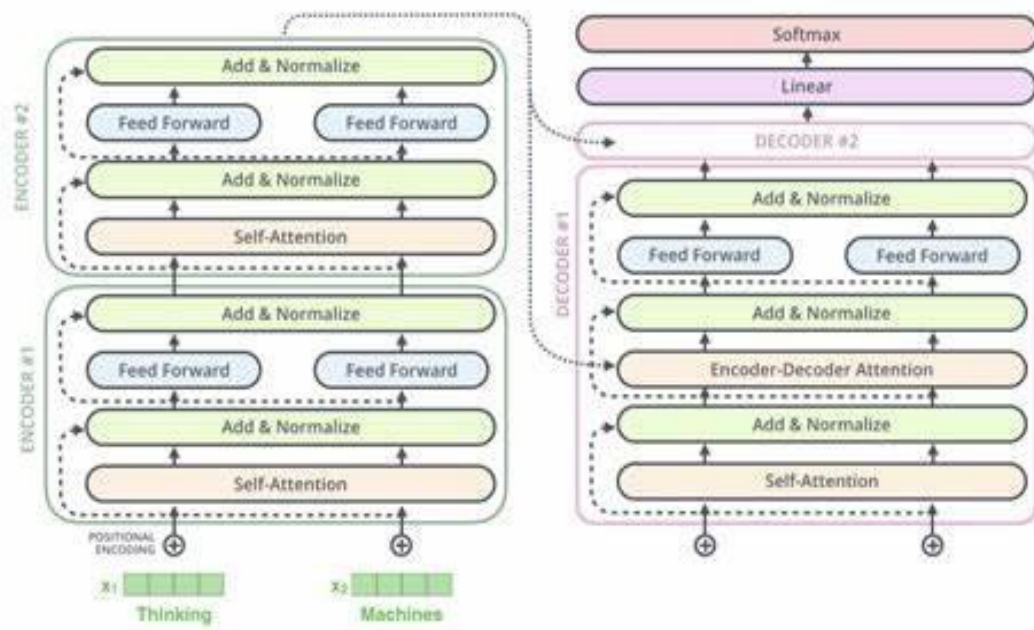 ENCODER #2
Add & Normalize
Feed Forward
Feed Forward
Add & Normalize
Self-Attention
ENCODER #1
Add & Normalize
Feed Forward
Feed Forward
Add & Normalize
Self-Attention
POSITIONAL
ENCODING
x1
x2
Thinking
Machines
Softmax
Linear
DECODER #2
DECODER #1
Add & Normalize
Feed Forward
Feed Forward
Add & Normalize
Encoder-Decoder Attention
Add & Normalize
Self-Attention